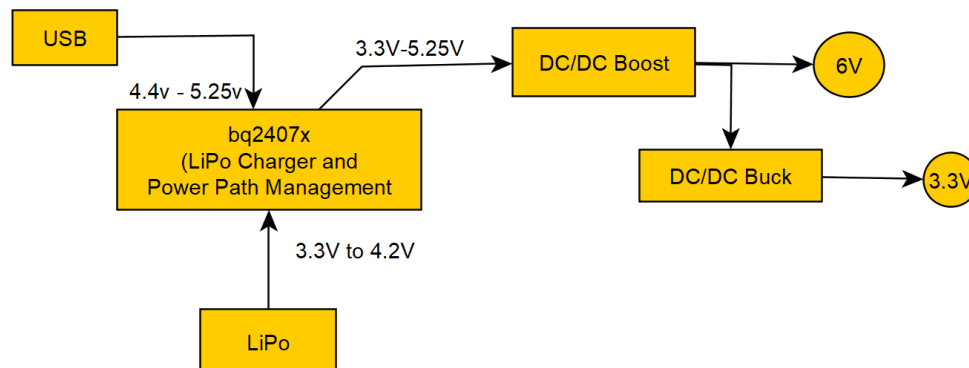 USB
3.3V-5.25V
DC/DC Boost
6V
4.4v - 5.25v
bq2407x
(LiPo Charger and
Power Path Management
DC/DC Buck
3.3V
3.3V to 4.2V
LiPo